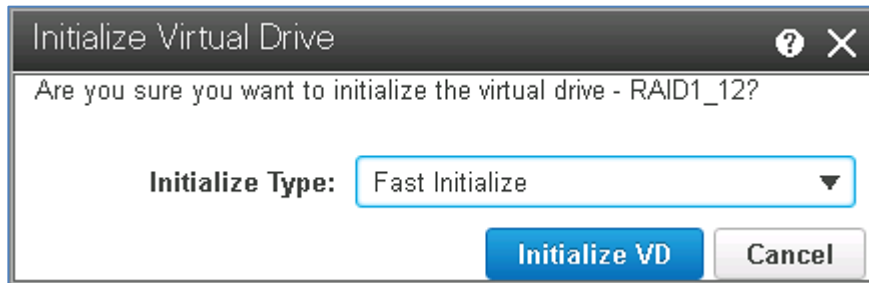 Initialize Virtual Drive
Are you sure you want to initialize the virtual drive - RAID1_12?
Initialize Type: Fast Initialize
Initialize VD Cancel